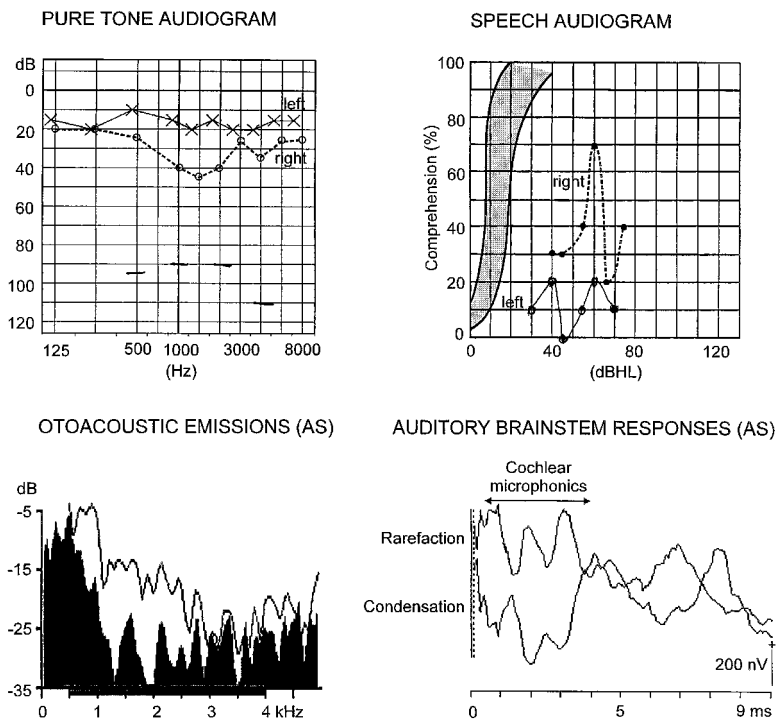 PURE TONE AUDIOGRAM
dB
0
20
40
60
80
100
120
left
right
125
500
1000
3000
8000
(Hz)
SPEECH AUDIOGRAM
Comprehension (%)
100
80
60
40
20
0
right
left
0
40
80
120
(dBHL)
OTOACOUSTIC EMISSIONS (AS)
dB
-5
-15
-25
-35
0
1
2
3
4 kHz
AUDITORY BRAINSTEM RESPONSES (AS)
Cochlear
microphonics
Rarefaction
Condensation
200 nV
0
5
9 ms